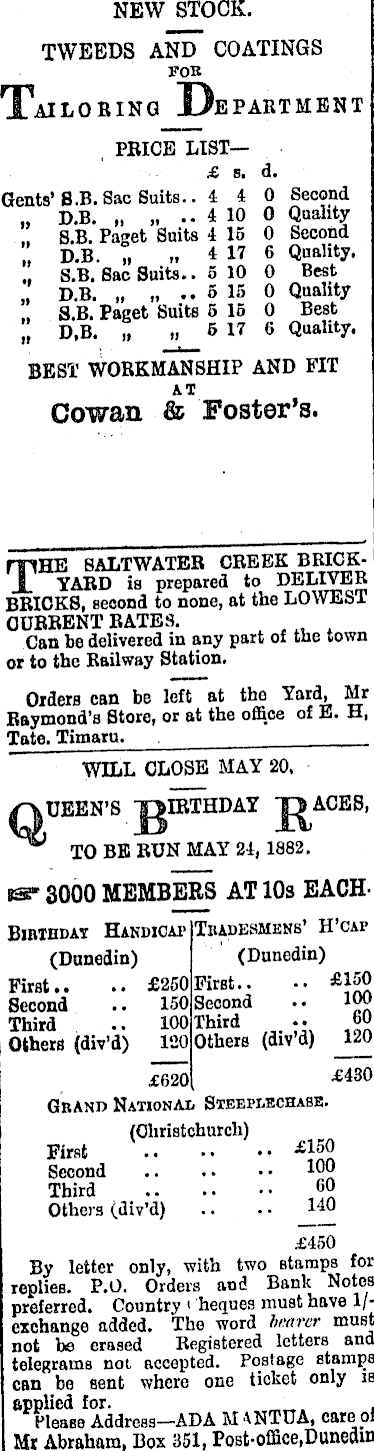 NEW STOCK.
TWEEDS AND COATINGS
FOR
TAILORING DEPARTMENT
PRICE LIST—
£ s. d.
Gents' S.B. Sac Suits.. 4 4 0 Second
„ D.B. „ „ .. 4 10 0 Quality
„ S.B. Paget Suits 4 15 0 Second
„ D.B. „ „ 4 17 6 Quality.
„ S.B. Sac Suits.. 5 10 0 Best
„ D.B. „ „ .. 5 15 0 Quality
„ S.B. Paget Suits 5 15 0 Best
„ D,B. „ „ 5 17 6 Quality.
BEST WORKMANSHIP AND FIT
AT
Cowan & Foster's.
THE SALTWATER CREEK BRICK-
YARD is prepared to DELIVER
BRICKS, second to none, at the LOWEST
CURRENT RATES.
Can be delivered in any part of the town
or to the Railway Station.
Orders can be left at the Yard, Mr
Raymond's Store, or at the office of E. H,
Tate. Timaru.
WILL CLOSE MAY 20,
QUEEN'S BIRTHDAY RACES,
TO BE RUN MAY 24, 1882.
☞ 3000 MEMBERS AT 10s EACH.
BIRTHDAY HANDICAP
(Dunedin)
First .. .. £250
Second .. 150
Third .. 100
Others (div'd) 120
£620
TRADESMENS' H'CAP
(Dunedin)
First.. .. £150
Second .. 100
Third .. 60
Others (div'd) 120
£430
GRAND NATIONAL STEEPLECHASE.
(Christchurch)
First .. .. .. £150
Second .. .. .. 100
Third .. .. .. 60
Others (div'd) .. .. 140
£450
By letter only, with two stamps for
replies. P.O. Orders and Bank Notes
preferred. Country heques must have 1/-
exchange added. The word bearer must
not be erased Registered letters and
telegrams not accepted. Postage stamps
can be sent where one ticket only is
applied for.
Please Address—ADA MANTUA, care of
Mr Abraham, Box 351, Post-office, Dunedin